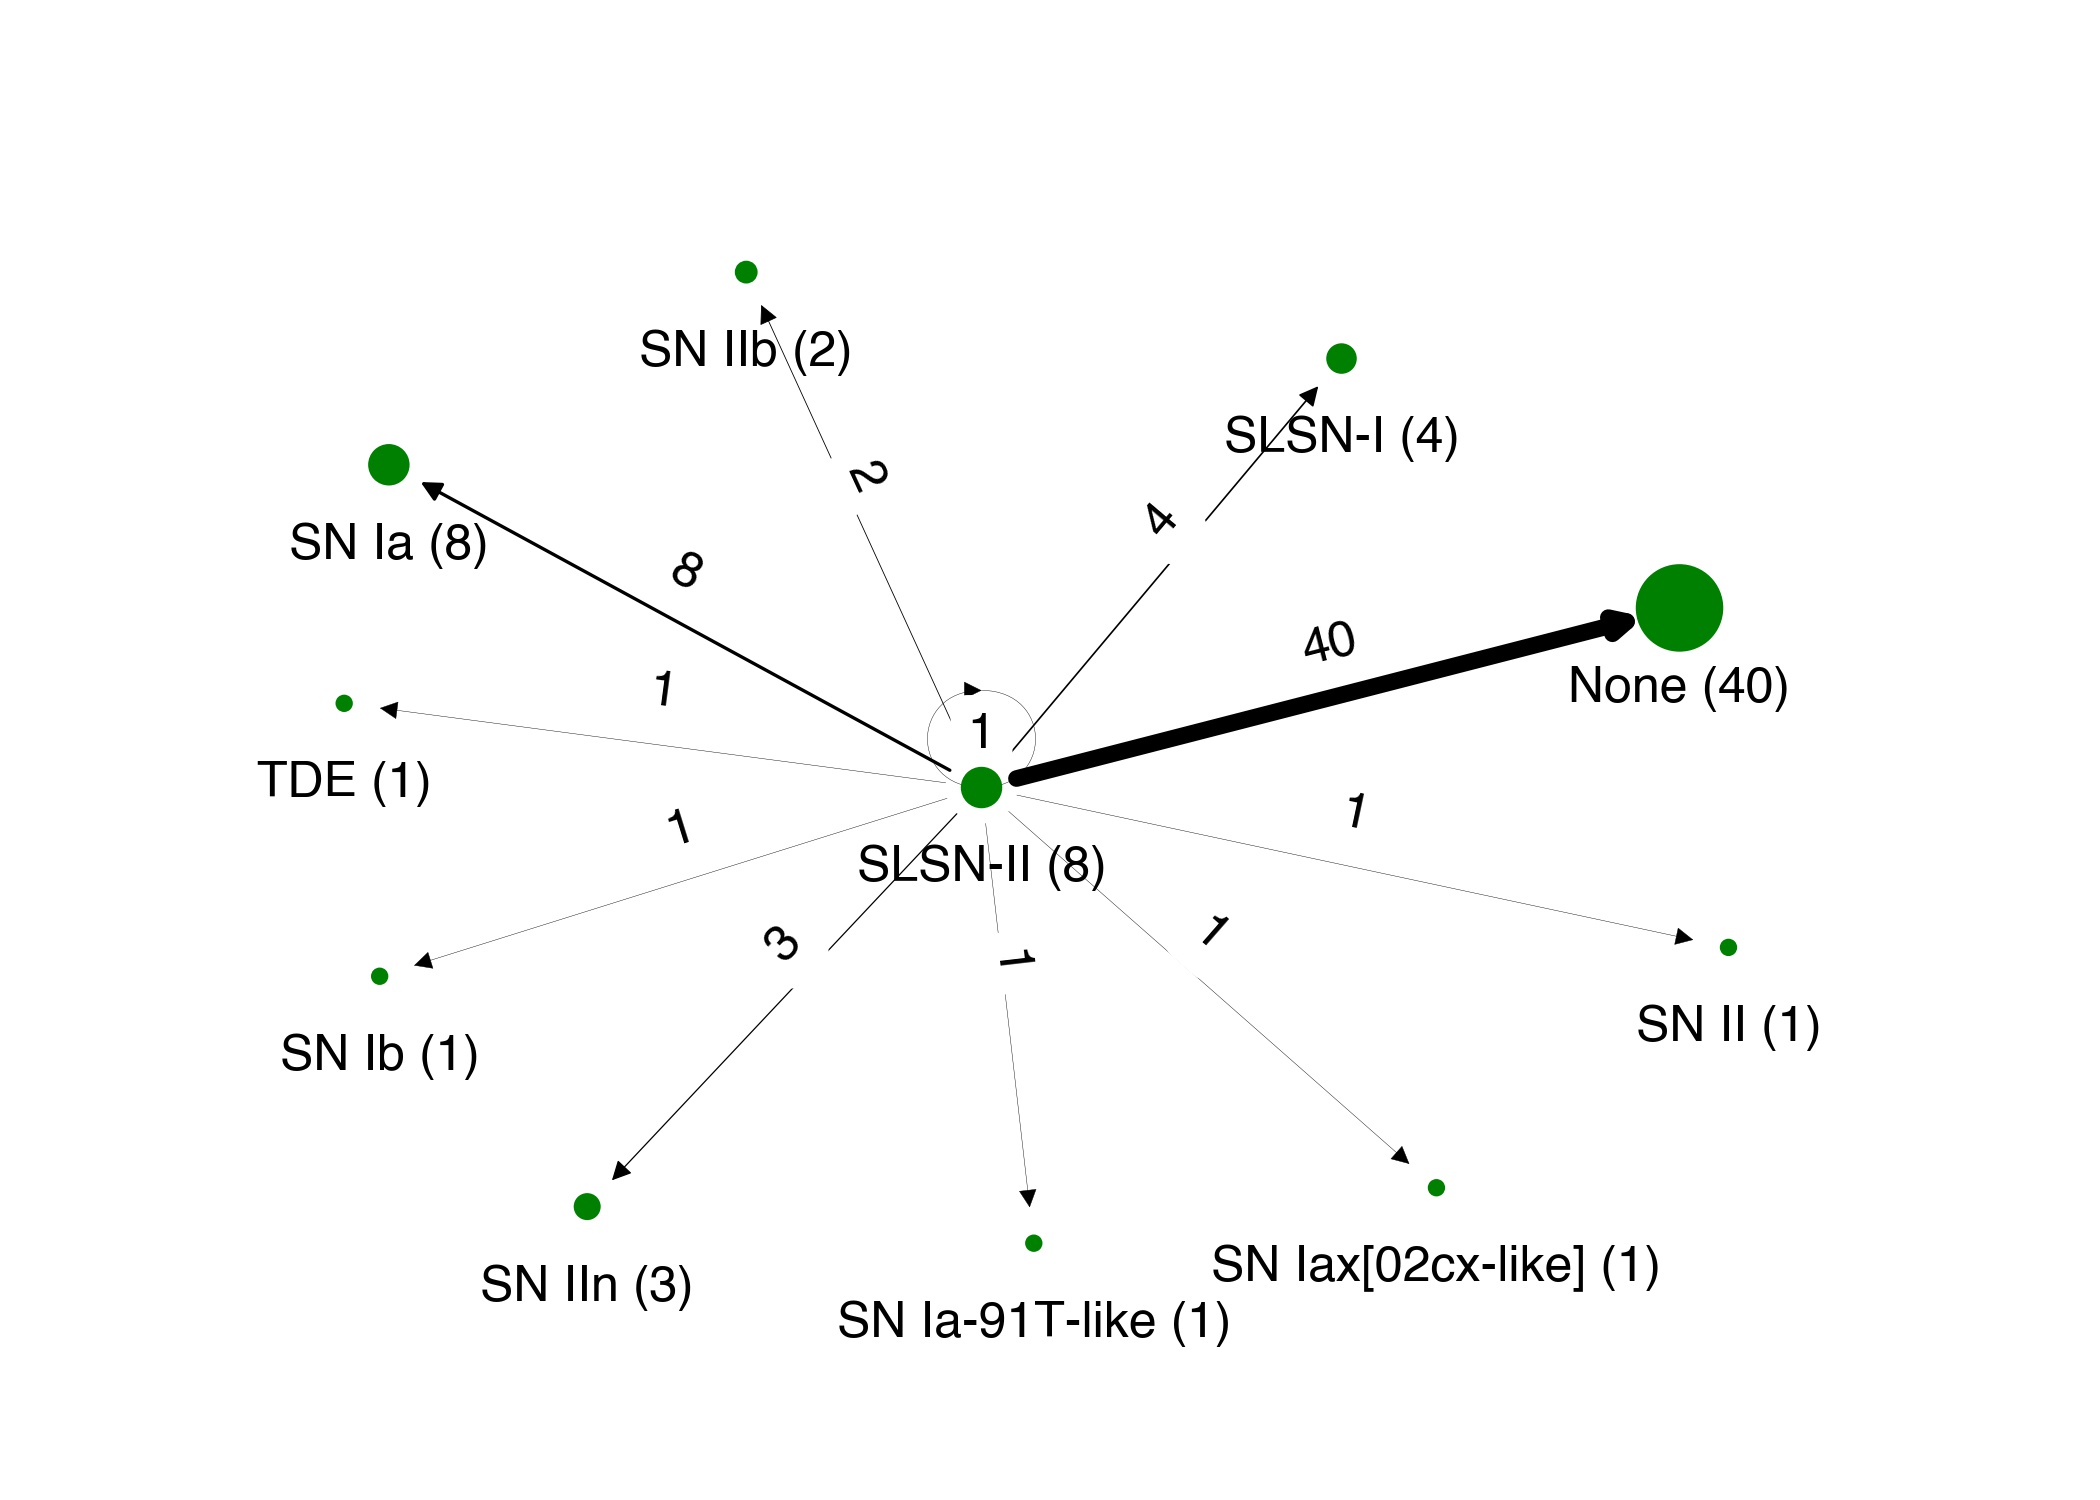 SN IIb (2)
2
SLSN-I (4)
4
SN Ia (8)
8
40
None (40)
1
TDE (1)
1
1
1
SLSN-II (8)
3
1
1
SN II (1)
SN Ib (1)
SN IIn (3)
SN Iax[02cx-like] (1)
SN Ia-91T-like (1)